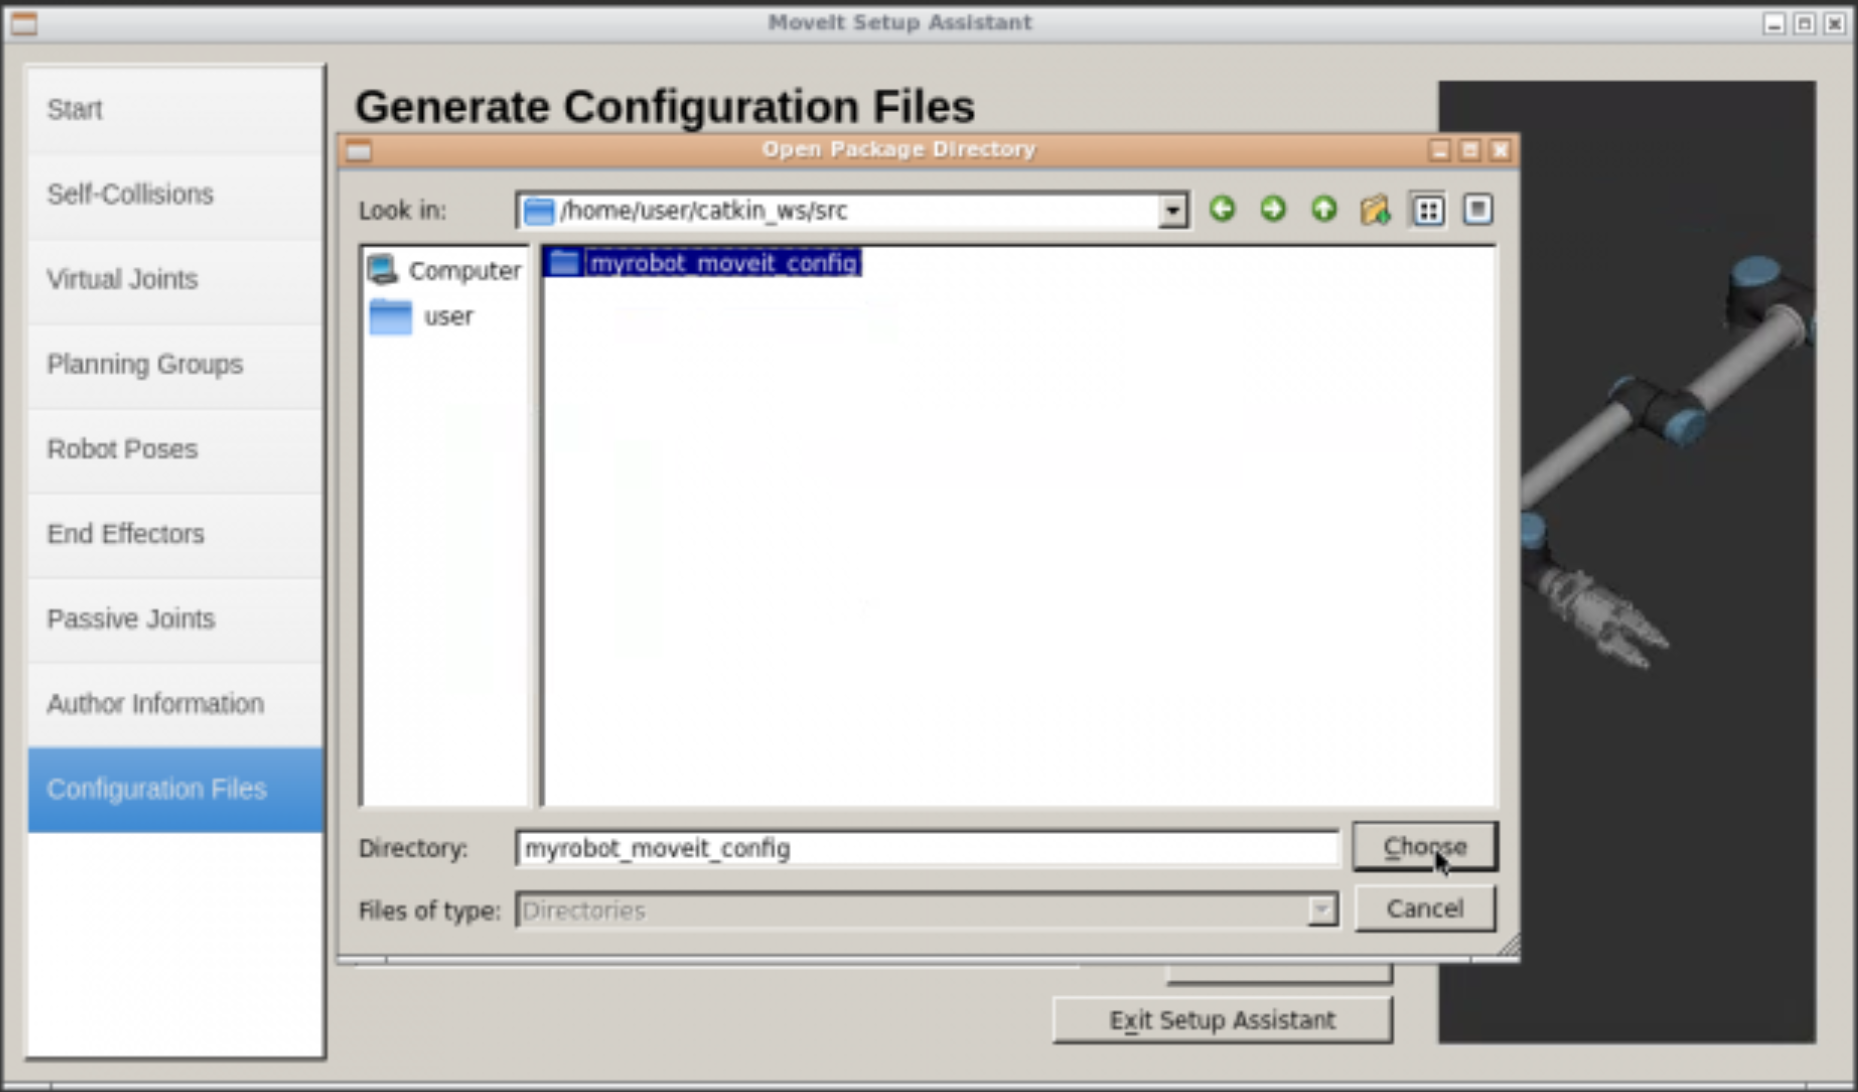 MoveIt Setup Assistant
Start
Self-Collisions
Virtual Joints
Planning Groups
Robot Poses
End Effectors
Passive Joints
Author Information
Configuration Files
Generate Configuration Files
Open Package Directory
Look in:
/home/user/catkin_ws/src
Computer
user
myrobot_moveit_config
Directory:
myrobot_moveit_config
Choose
Files of type:
Directories
Cancel
Exit Setup Assistant